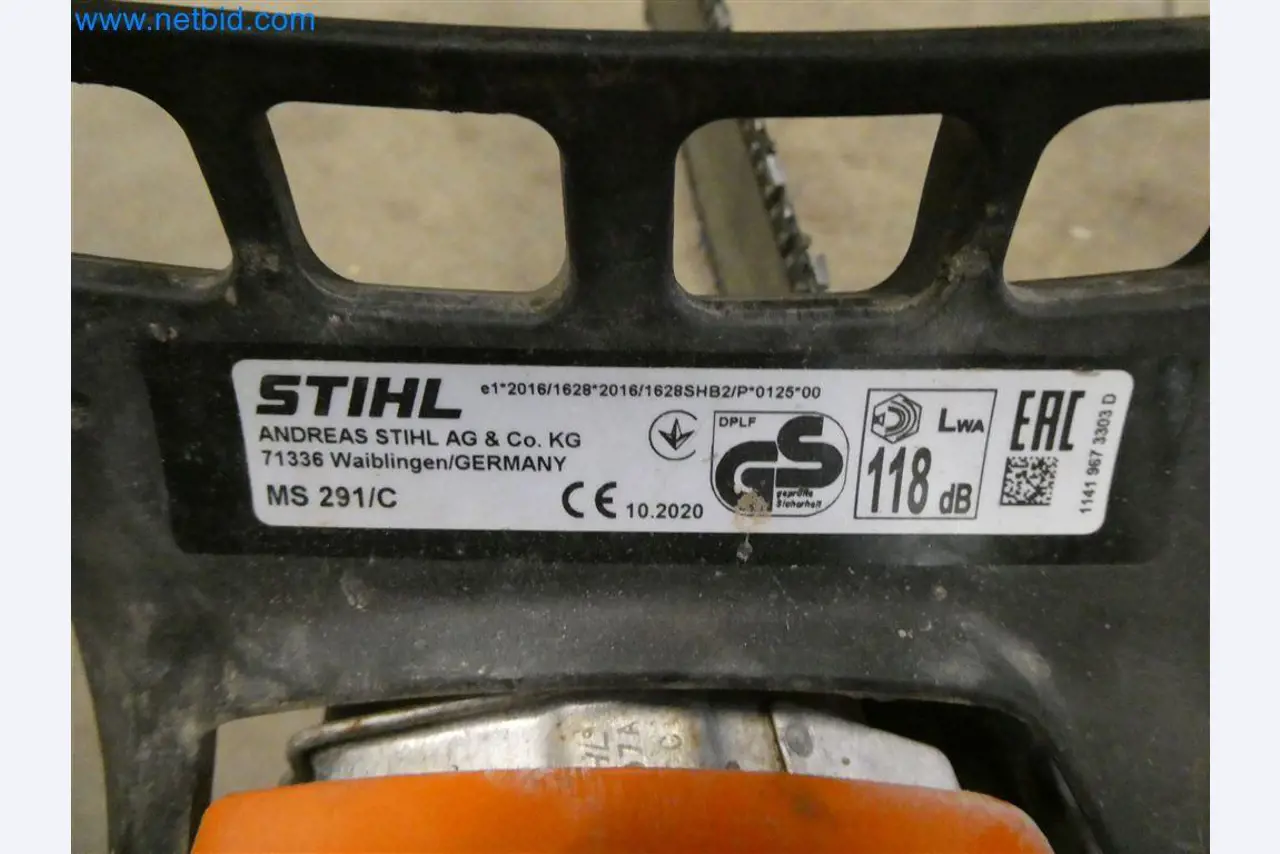 www.netbid.com
STIHL
e1*2016/1628*2016/1628SHB2/P*0125*00
ANDREAS STIHL AG & Co. KG
71336 Waiblingen/GERMANY
MS 291/C
CE 10.2020
DPLF
GS
geprüfte
Sicherheit
LWA
118 dB
EAC
1141 967 3303 D